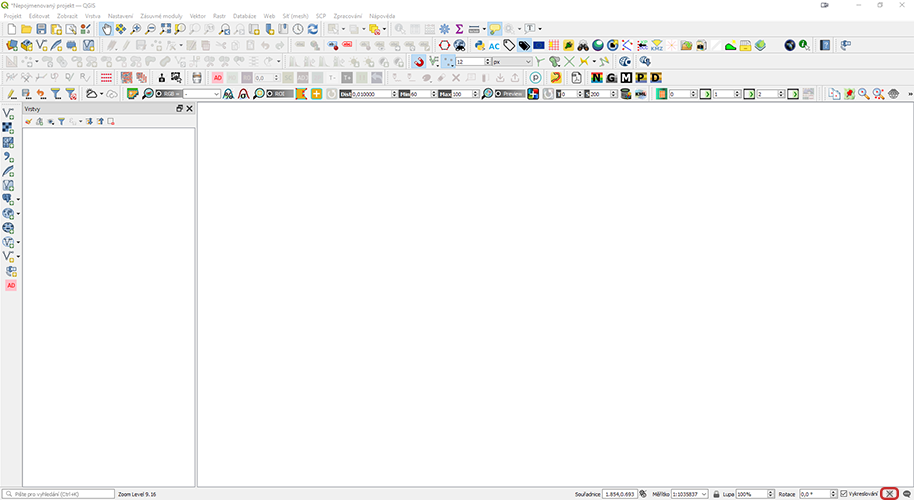 *Nepojmenovaný projekt — QGIS
Projekt Editovat Zobrazit Vrstva Nastavení Zásuvné moduly Vektor Rastr Databáze Web Síť (mesh) SCP Zpracování Nápověda
AC KRZ
12 px
AD 0,0 T- T+ P N G M P D
RGB = - ROI Dist 0,010000 Min 60 Max 100 Preview T 0 S 200 KML 0 1 2 »
Vrstvy
AD
Pište pro vyhledání (Ctrl+K) Zoom Level 9.16 Souřadnice 1.854,0.693 Měřítko 1:1035837 Lupa 100% Rotace 0,0 ° Vykreslování